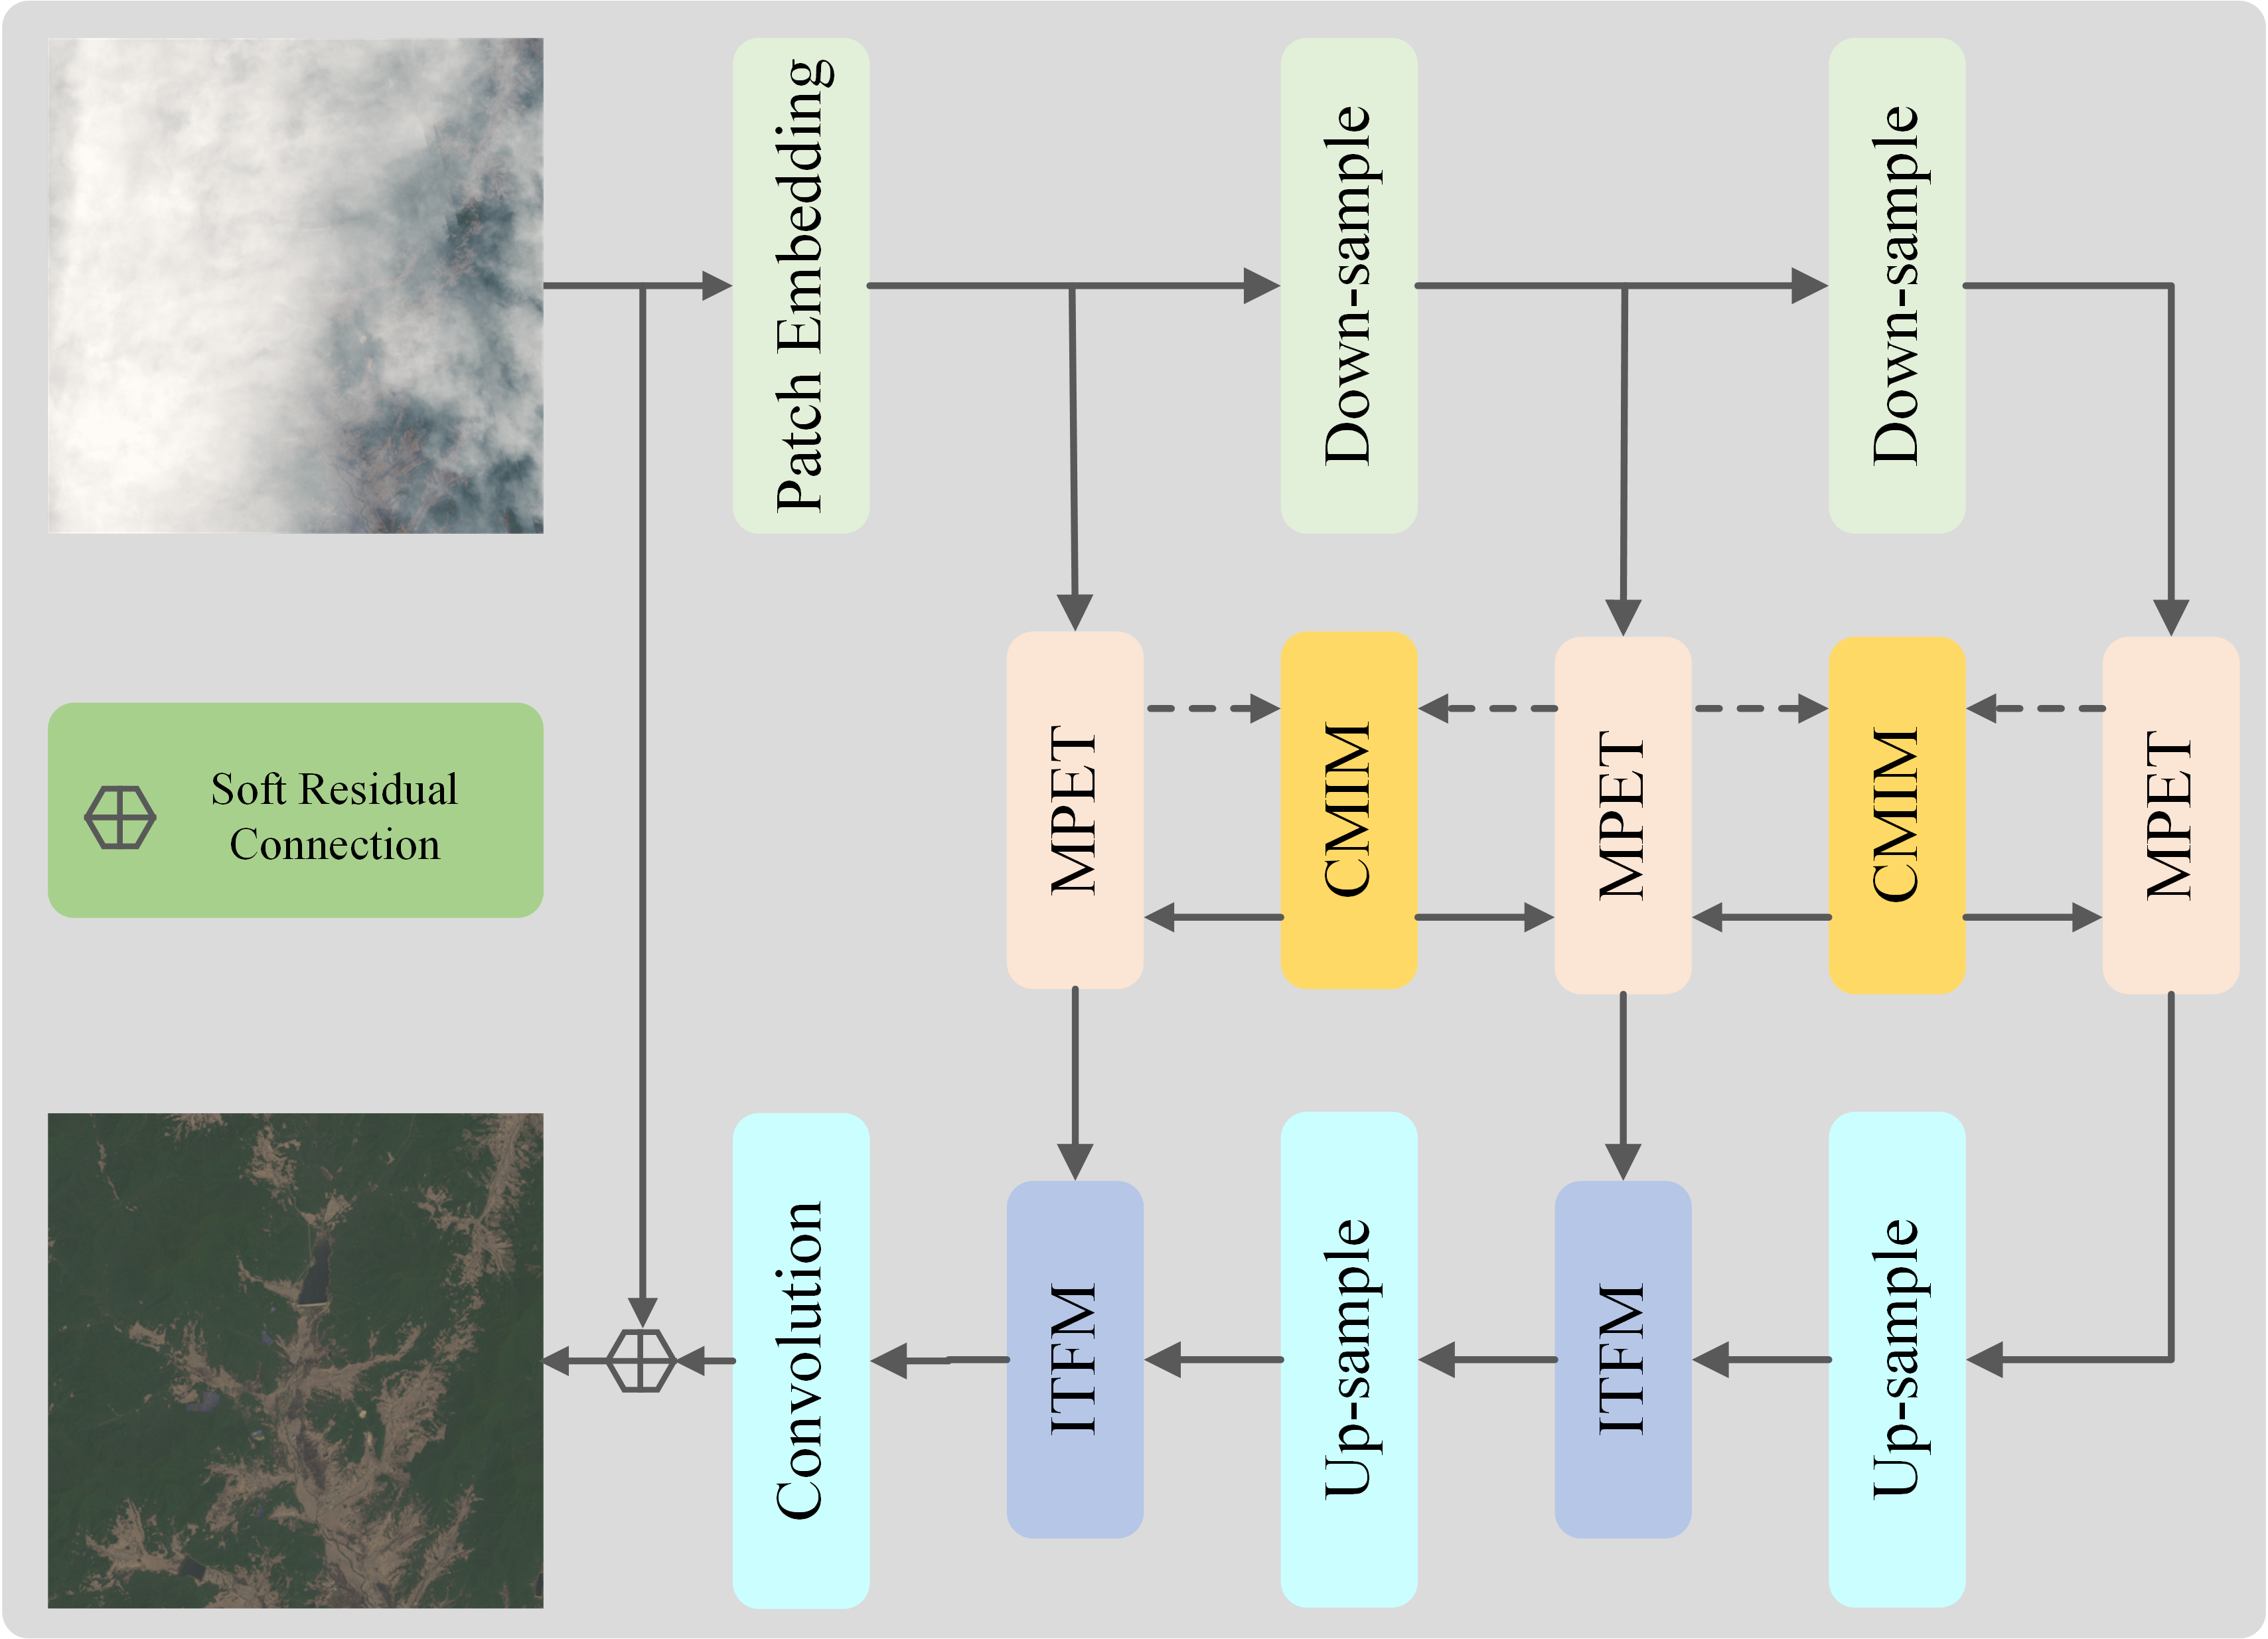 Patch Embedding
Down-sample
Down-sample
MPET
CMIM
MPET
CMIM
MPET
Soft Residual
Connection
Convolution
ITFM
Up-sample
ITFM
Up-sample